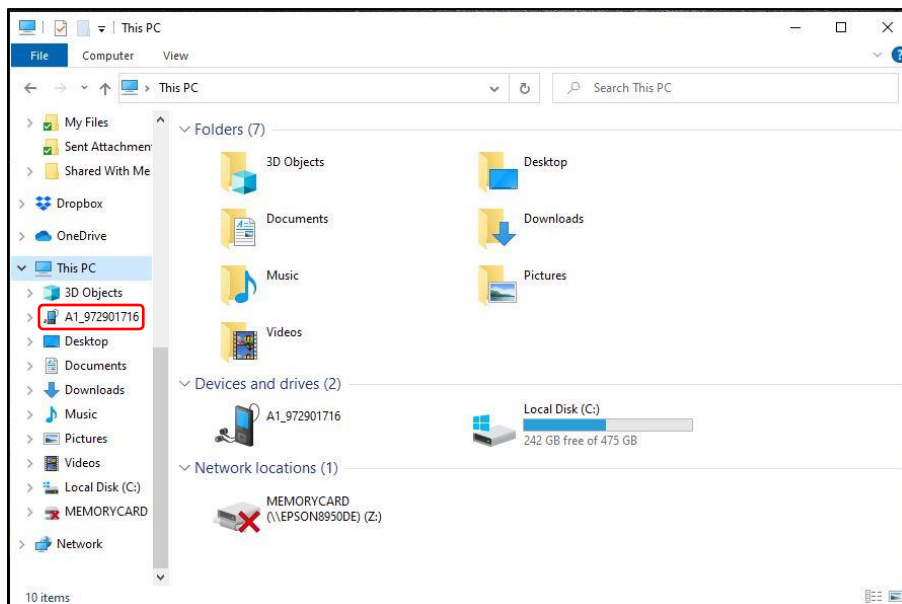 This PC
File Computer View
This PC
Search This PC
My Files
Sent Attachmen
Shared With Me
Dropbox
OneDrive
This PC
3D Objects
A1_972901716
Desktop
Documents
Downloads
Music
Pictures
Videos
Local Disk (C:)
MEMORYCARD
Network
Folders (7)
3D Objects
Desktop
Documents
Downloads
Music
Pictures
Videos
Devices and drives (2)
A1_972901716
Local Disk (C:)
242 GB free of 475 GB
Network locations (1)
MEMORYCARD
(\\EPSON8950DE) (Z:)
10 items